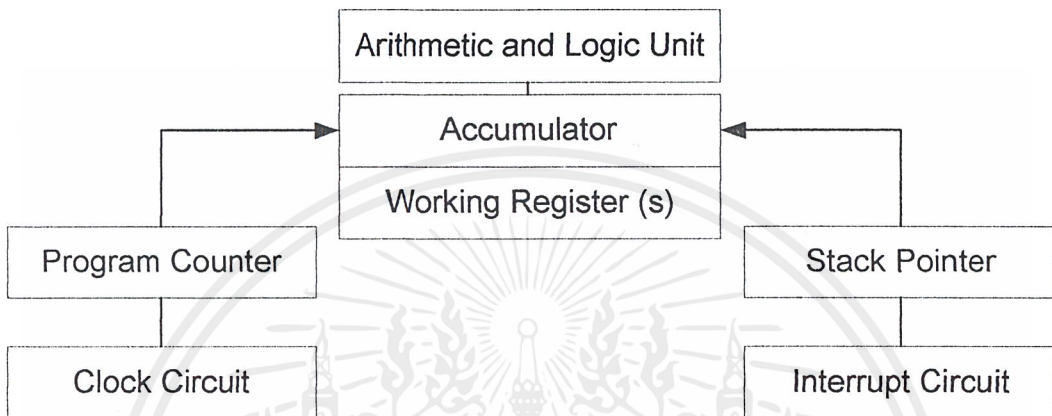 Arithmetic and Logic Unit
Accumulator
Working Register (s)
Program Counter
Stack Pointer
Clock Circuit
Interrupt Circuit